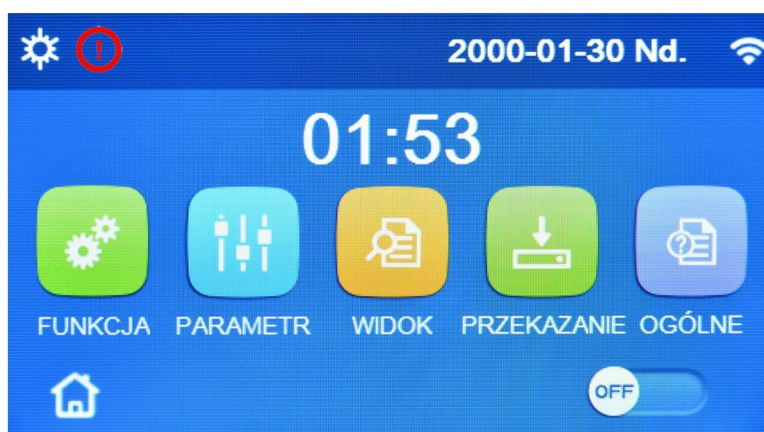 2000-01-30 Nd.
01:53
FUNKCJA PARAMETR WIDOK PRZEKAZANIE OGÓLNE
OFF